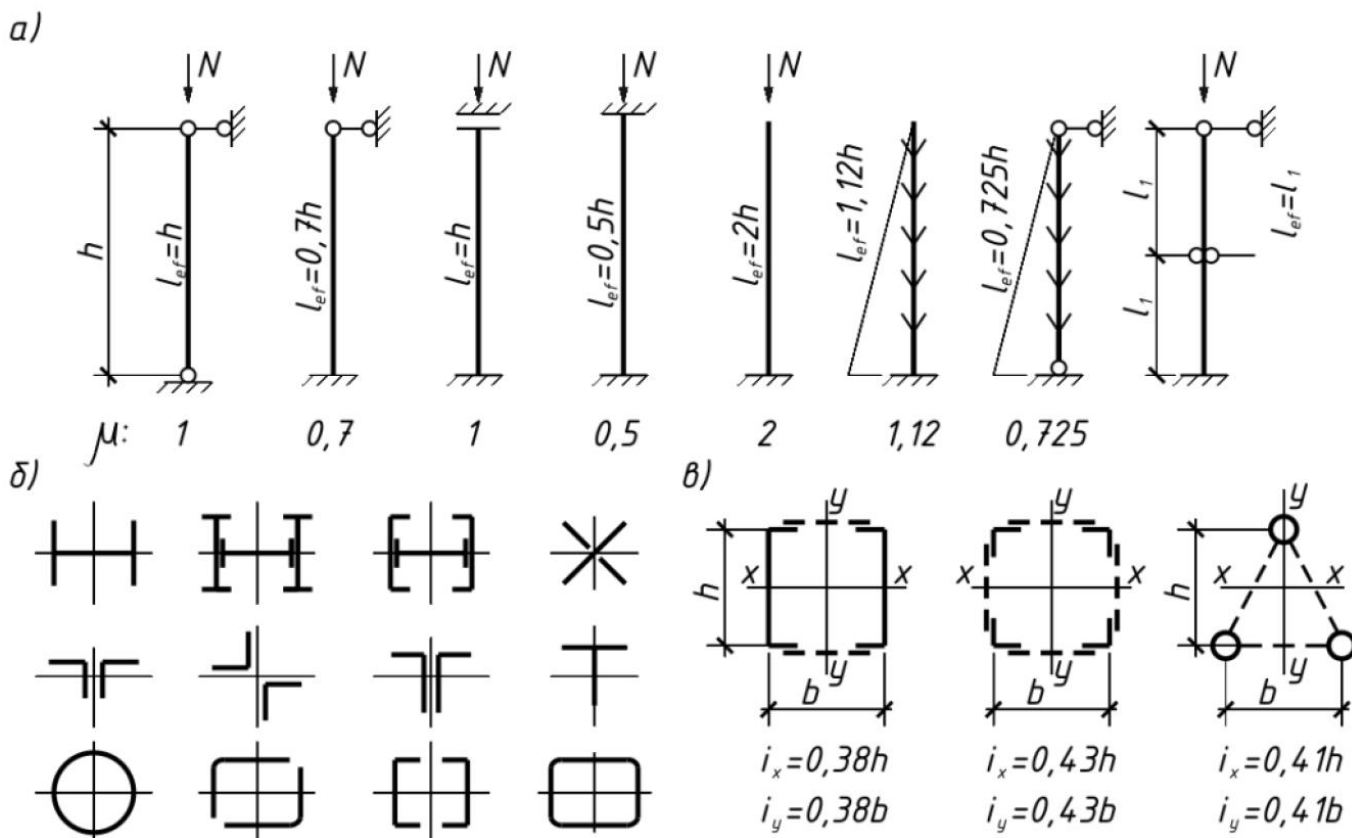 а)
N N N N N N
h l_ef=h l_ef=0,7h l_ef=h l_ef=0,5h l_ef=2h l_ef=1,12h l_ef=0,725h l_1 l_1 l_ef=l_1
μ: 1 0,7 1 0,5 2 1,12 0,725
б) в)
y y y
h x x x x h x x
y y y
b b b
i_x=0,38h i_x=0,43h i_x=0,41h
i_y=0,38b i_y=0,43b i_y=0,41b